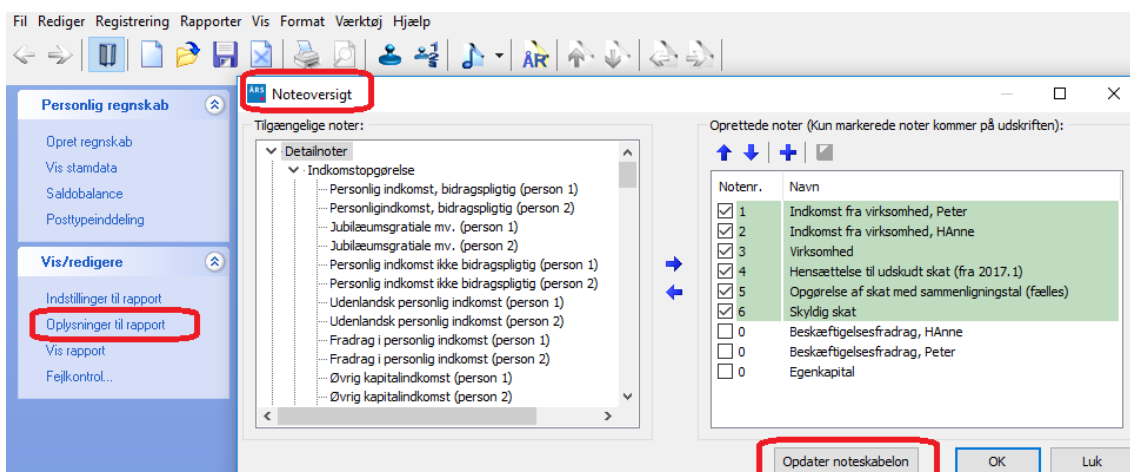 Fil Rediger Registrering Rapporter Vis Format Værktøj Hjælp
ÅR
Personlig regnskab
Opret regnskab
Vis stamdata
Saldobalance
Posttypeinddeling
Vis/redigere
Indstillinger til rapport
Oplysninger til rapport
Vis rapport
Fejlkontrol...
ÅRS Noteoversigt
Tilgængelige noter:
Detailnoter
Indkomstopgørelse
Personlig indkomst, bidragspligtig (person 1)
Personligindkomst, bidragspligtig (person 2)
Jubilæumsgratiale mv. (person 1)
Jubilæumsgratiale mv. (person 2)
Personlig indkomst ikke bidragspligtig (person 1)
Personlig indkomst ikke bidragspligtig (person 2)
Udenlandsk personlig indkomst (person 1)
Udenlandsk personlig indkomst (person 2)
Fradrag i personlig indkomst (person 1)
Fradrag i personlig indkomst (person 2)
Øvrig kapitalindkomst (person 1)
Øvrig kapitalindkomst (person 2)
Oprettede noter (Kun markerede noter kommer på udskriften):
Notenr. Navn
1 Indkomst fra virksomhed, Peter
2 Indkomst fra virksomhed, HAnne
3 Virksomhed
4 Hensættelse til udskudt skat (fra 2017.1)
5 Opgørelse af skat med sammenligningstal (fælles)
6 Skyldig skat
0 Beskæftigelsesfradrag, HAnne
0 Beskæftigelsesfradrag, Peter
0 Egenkapital
Opdater noteskabelon OK Luk